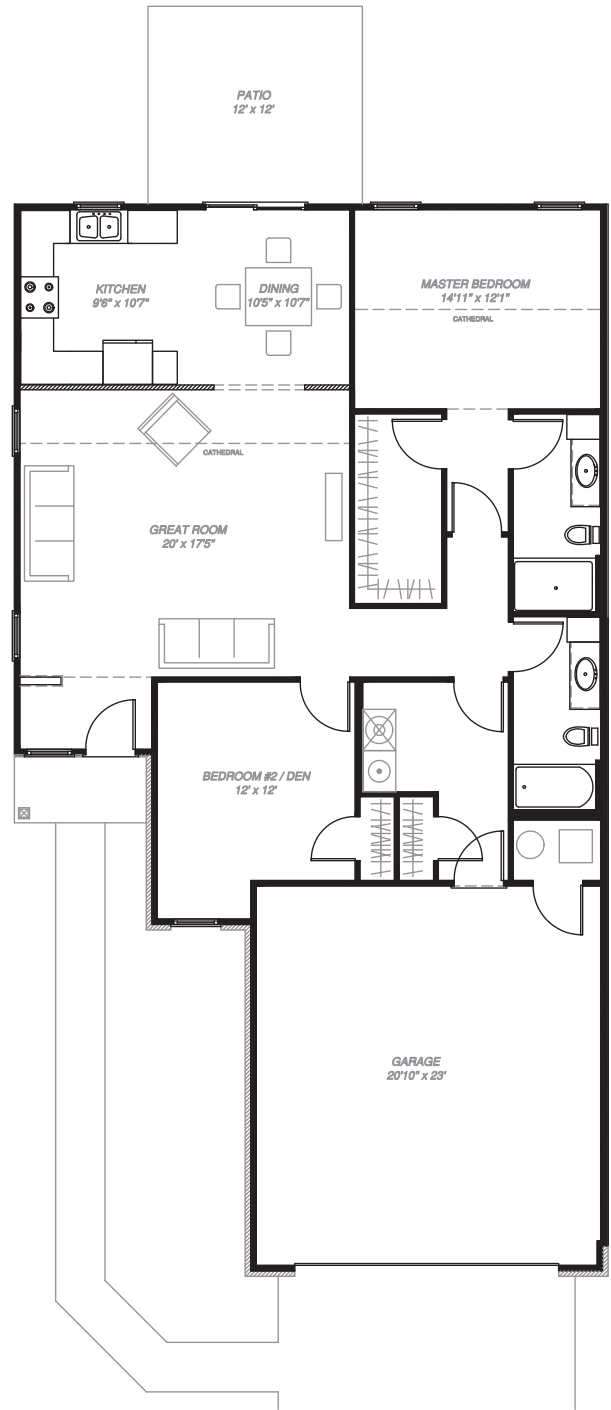 PATIO
12' x 12'
KITCHEN
9'6" x 10'7"
DINING
10'5" x 10'7"
MASTER BEDROOM
14'11" x 12'1"
CATHEDRAL
CATHEDRAL
GREAT ROOM
20' x 17'5"
BEDROOM #2 / DEN
12' x 12'
GARAGE
20'10" x 23'